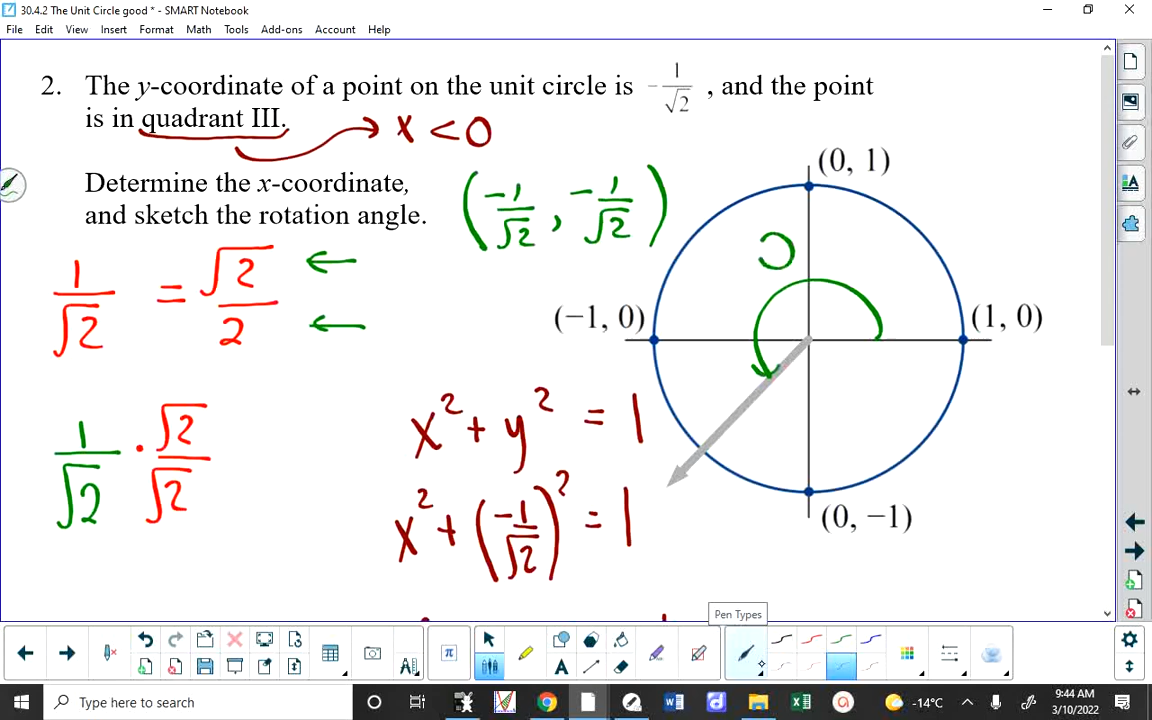 30.4.2 The Unit Circle good * - SMART Notebook
File Edit View Insert Format Math Tools Add-ons Account Help
2. The y-coordinate of a point on the unit circle is -1/√2, and the point
is in quadrant III. → x < 0
Determine the x-coordinate,
and sketch the rotation angle.
(-1/√2, -1/√2)
1/√2 = √2/2 ←
←
1/√2 · √2/√2
x² + y² = 1
x² + (-1/√2)² = 1
(0, 1)
(−1, 0)
(1, 0)
(0, −1)
Pen Types
π
A
Type here to search
-14°C
9:44 AM
3/10/2022